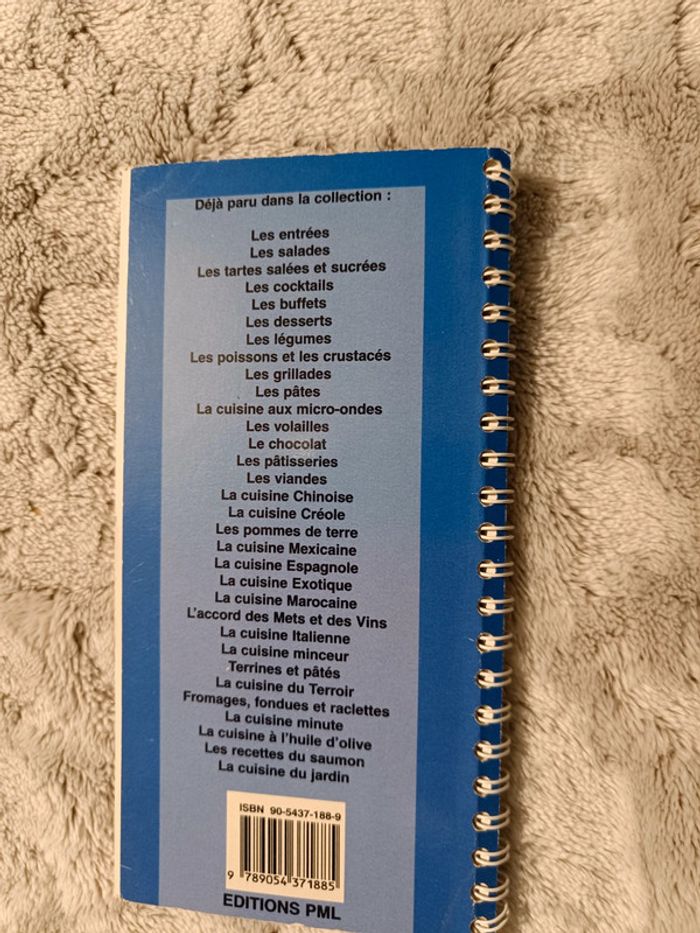 Déjà paru dans la collection :
Les entrées
Les salades
Les tartes salées et sucrées
Les cocktails
Les buffets
Les desserts
Les légumes
Les poissons et les crustacés
Les grillades
Les pâtes
La cuisine aux micro-ondes
Les volailles
Le chocolat
Les pâtisseries
Les viandes
La cuisine Chinoise
La cuisine Créole
Les pommes de terre
La cuisine Mexicaine
La cuisine Espagnole
La cuisine Exotique
La cuisine Marocaine
L'accord des Mets et des Vins
La cuisine Italienne
La cuisine minceur
Terrines et pâtés
La cuisine du Terroir
Fromages, fondues et raclettes
La cuisine minute
La cuisine à l'huile d'olive
Les recettes du saumon
La cuisine du jardin
ISBN 90-5437-188-9
9 789054 371885
EDITIONS PML